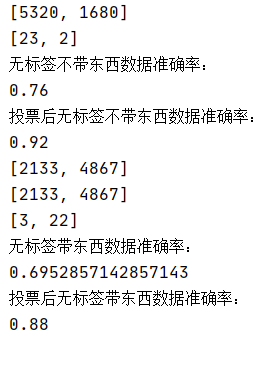 [5320, 1680]
[23, 2]
无标签不带东西数据准确率：
0.76
投票后无标签不带东西数据准确率：
0.92
[2133, 4867]
[2133, 4867]
[3, 22]
无标签带东西数据准确率：
0.6952857142857143
投票后无标签带东西数据准确率：
0.88